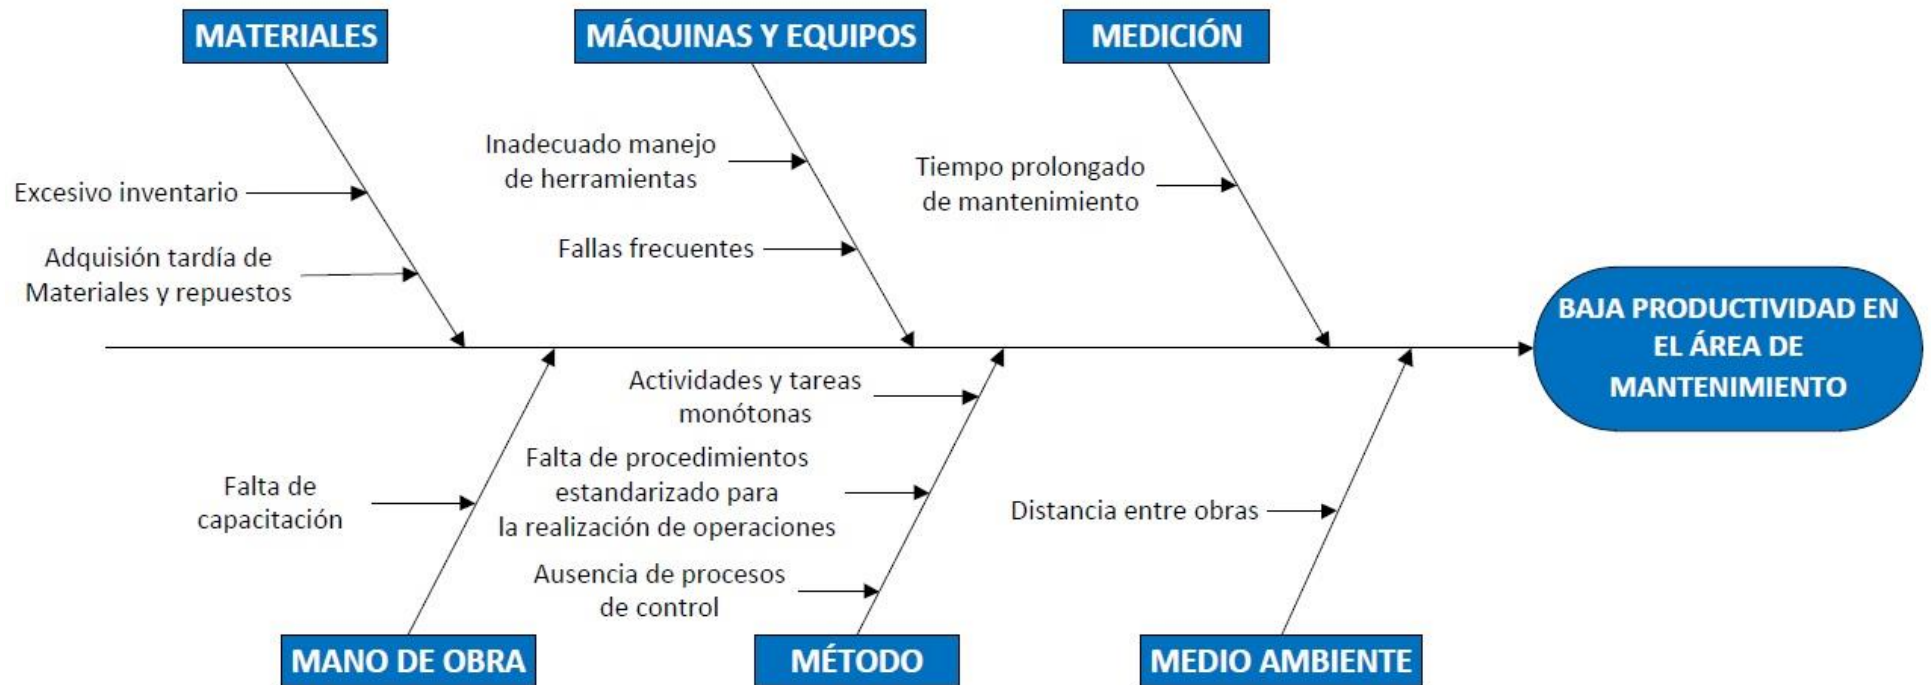 MATERIALES
MÁQUINAS Y EQUIPOS
MEDICIÓN
Inadecuado manejo
de herramientas
Tiempo prolongado
de mantenimiento
Excesivo inventario
Fallas frecuentes
Adquisión tardía de
Materiales y repuestos
BAJA PRODUCTIVIDAD EN
EL ÁREA DE
MANTENIMIENTO
Actividades y tareas
monótonas
Falta de
capacitación
Falta de procedimientos
estandarizado para
la realización de operaciones
Distancia entre obras
Ausencia de procesos
de control
MANO DE OBRA
MÉTODO
MEDIO AMBIENTE